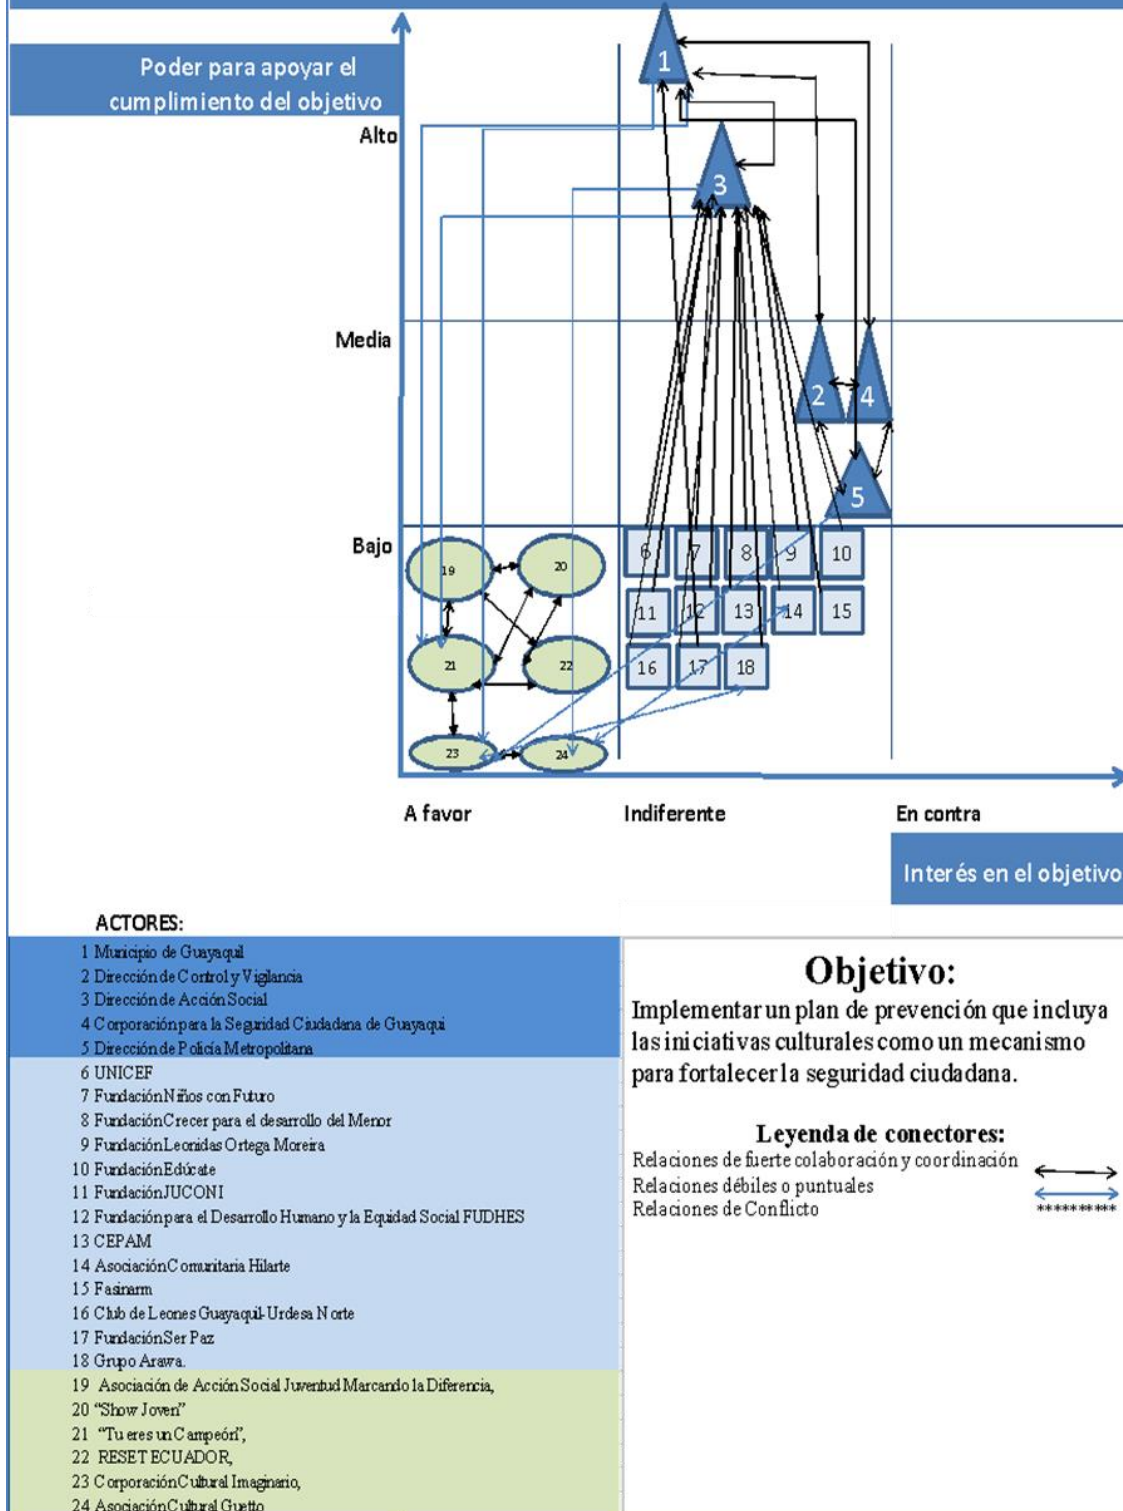 Poder para apoyar el
cumplimiento del objetivo
Alto
Media
Bajo
1
3
2
4
5
6
7
8
9
10
11
12
13
14
15
16
17
18
19
20
21
22
23
24
A favor
Indiferente
En contra
Interés en el objetivo
ACTORES:
1 Municipio de Guayaquil
2 Dirección de Control y Vigilancia
3 Dirección de Acción Social
4 Corporación para la Seguridad Ciudadana de Guayaqui
5 Dirección de Policía Metropolitana
6 UNICEF
7 Fundación Niños con Futuro
8 Fundación Crecer para el desarrollo del Menor
9 Fundación Leonidas Ortega Moreira
10 Fundación Edúcate
11 Fundación JUCONI
12 Fundación para el Desarrollo Humano y la Equidad Social FUDHES
13 CEPAM
14 Asociación Comunitaria Hilarte
15 Fasinarm
16 Club de Leones Guayaquil-Urdesa Norte
17 Fundación Ser Paz
18 Grupo Arawa.
19 Asociación de Acción Social Juventud Marcando la Diferencia,
20 “Show Joven”
21 “Tu eres un Campeón”,
22 RESET ECUADOR,
23 Corporación Cultural Imaginario,
24 Asociación Cultural Guetto
Objetivo:
Implementar un plan de prevención que incluya
las iniciativas culturales como un mecanismo
para fortalecer la seguridad ciudadana.
Leyenda de conectores:
Relaciones de fuerte colaboración y coordinación
Relaciones débiles o puntuales
Relaciones de Conflicto **********